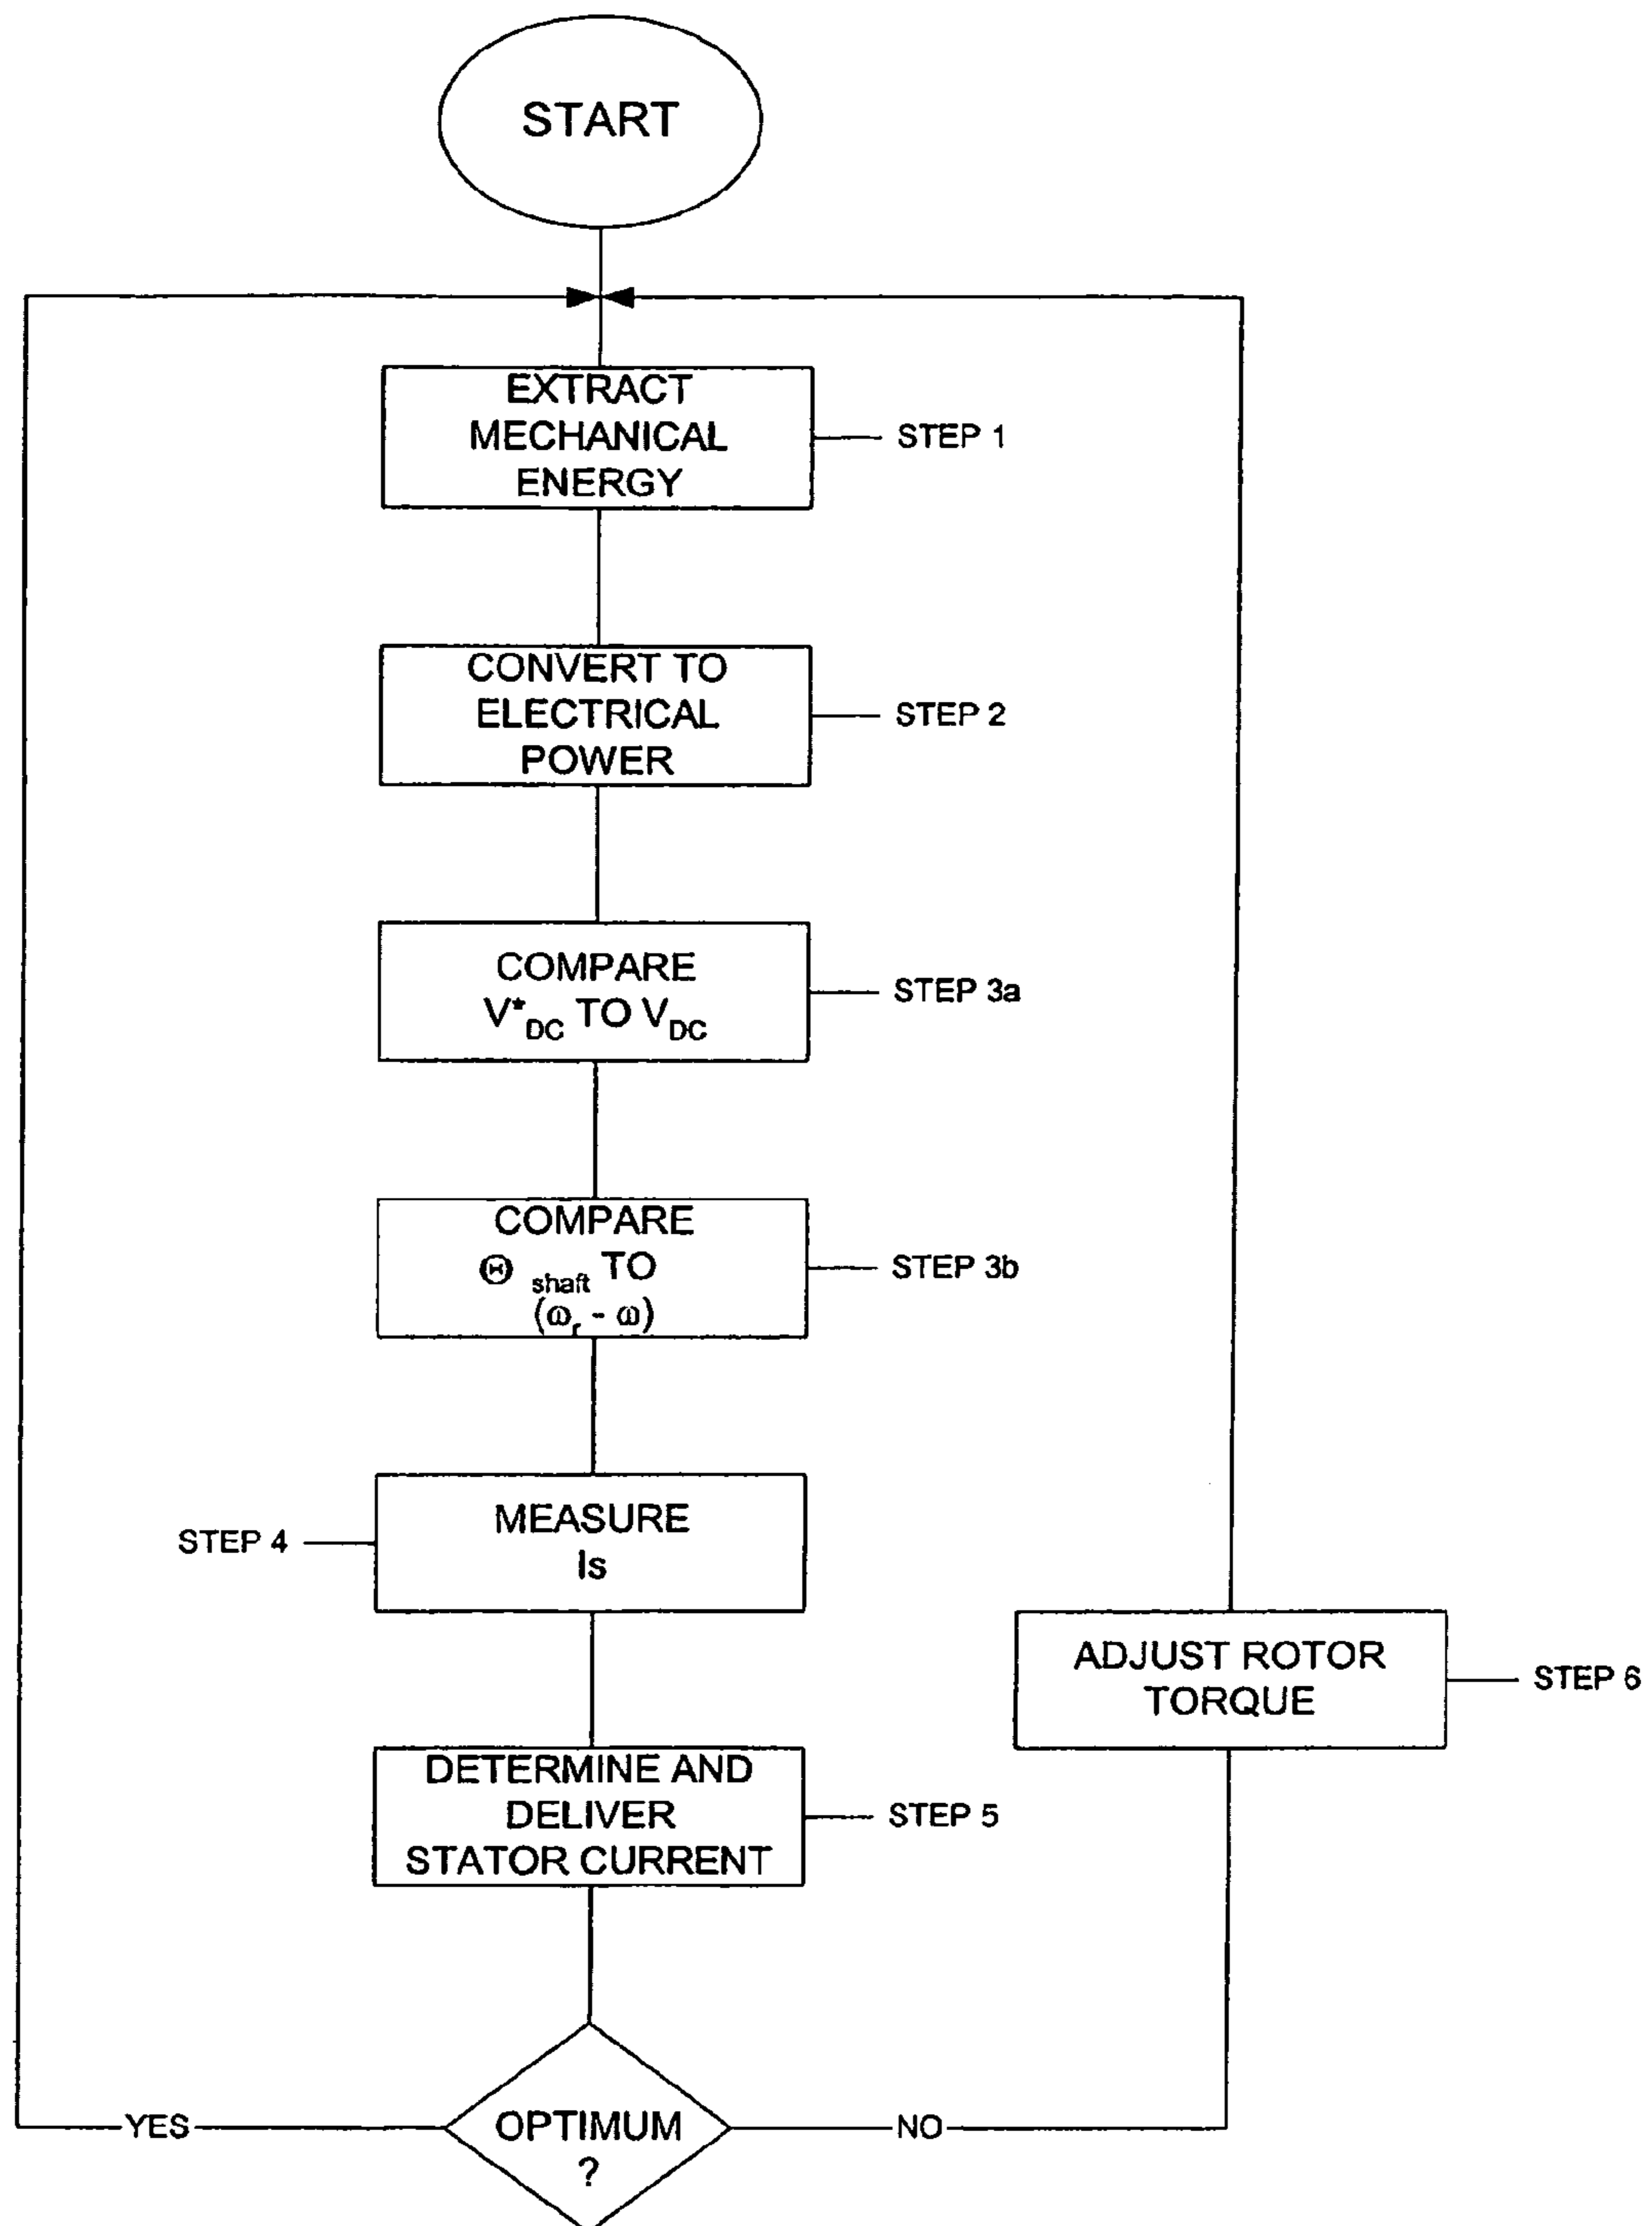 START
EXTRACT
MECHANICAL
ENERGY
STEP 1
CONVERT TO
ELECTRICAL
POWER
STEP 2
COMPARE
V*DC TO VDC
STEP 3a
COMPARE
Θ shaft TO
(ωr - ω)
STEP 3b
MEASURE
Is
STEP 4
ADJUST ROTOR
TORQUE
STEP 6
DETERMINE AND
DELIVER
STATOR CURRENT
STEP 5
YES
OPTIMUM
?
NO